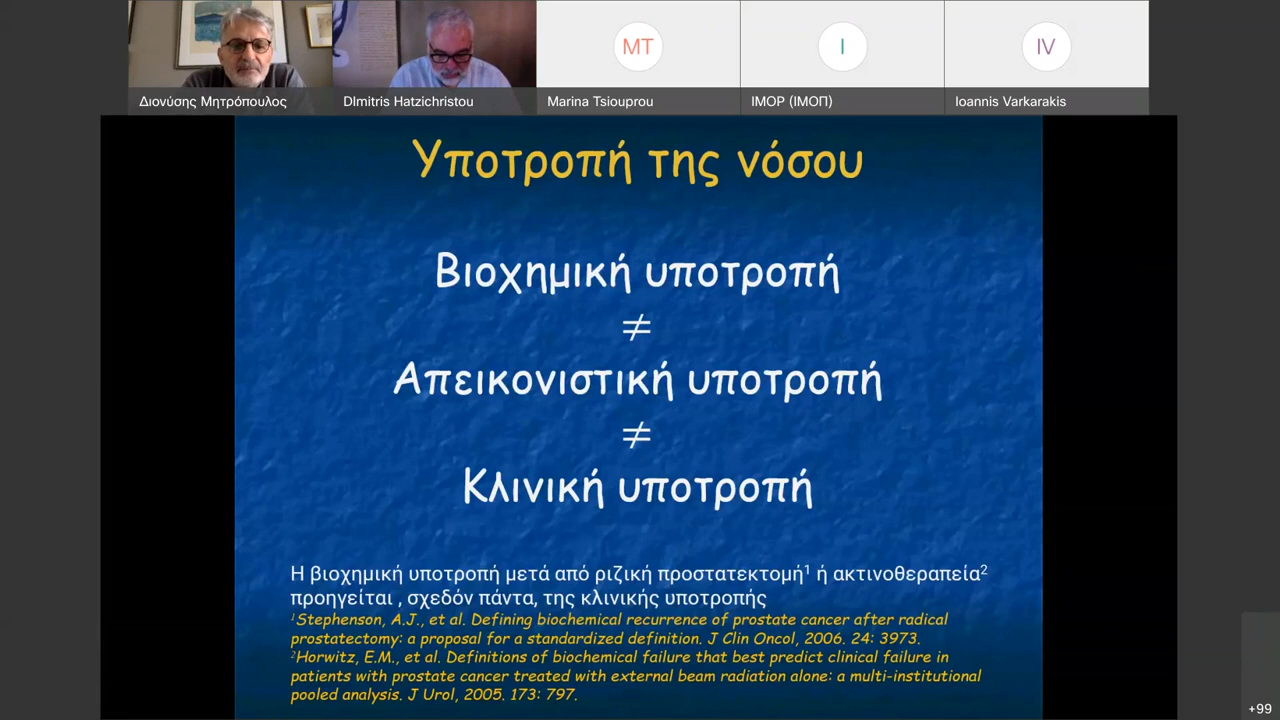 MT
I
IV
Διονύσης Μητρόπουλος
DImitris Hatzichristou
Marina Tsiouprou
IMOP (ΙΜΟΠ)
Ioannis Varkarakis
Υποτροπή της νόσου
Βιοχημική υποτροπή
≠
Απεικονιστική υποτροπή
≠
Κλινική υποτροπή
Η βιοχημική υποτροπή μετά από ριζική προστατεκτομή¹ ή ακτινοθεραπεία²
προηγείται , σχεδόν πάντα, της κλινικής υποτροπής
¹Stephenson, A.J., et al. Defining biochemical recurrence of prostate cancer after radical
prostatectomy: a proposal for a standardized definition. J Clin Oncol, 2006. 24: 3973.
²Horwitz, E.M., et al. Definitions of biochemical failure that best predict clinical failure in
patients with prostate cancer treated with external beam radiation alone: a multi-institutional
pooled analysis. J Urol, 2005. 173: 797.
+99